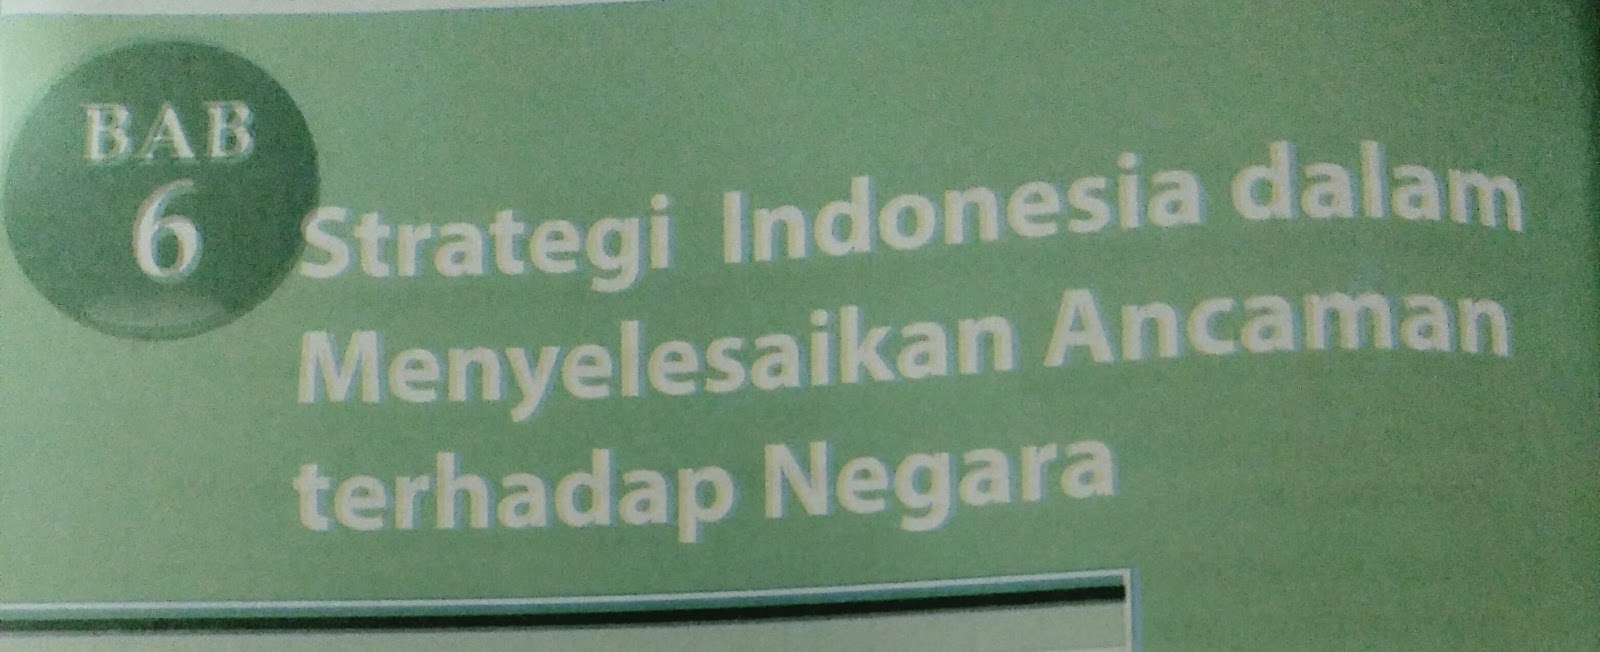 BAB
6
Strategi Indonesia dalam
Menyelesaikan Ancaman
terhadap Negara